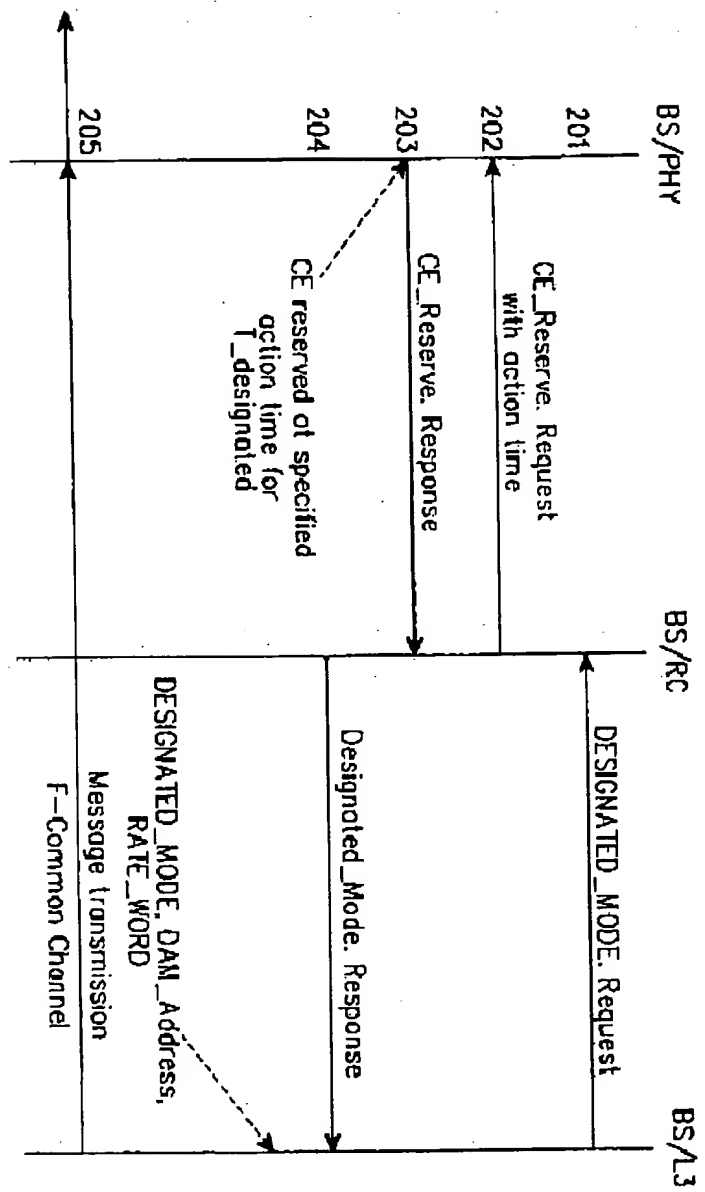 BS/PHY
BS/RC
BS/L3
201
DESIGNATED_MODE. Request
202
CE_Reserve. Request
with action time
203
CE_Reserve. Response
CE reserved at specified
action time for
T_designated
204
Designated_Mode. Response
DESIGNATED_MODE, DAM_Address,
RATE_WORD
205
Message transmission
F-Common Channel